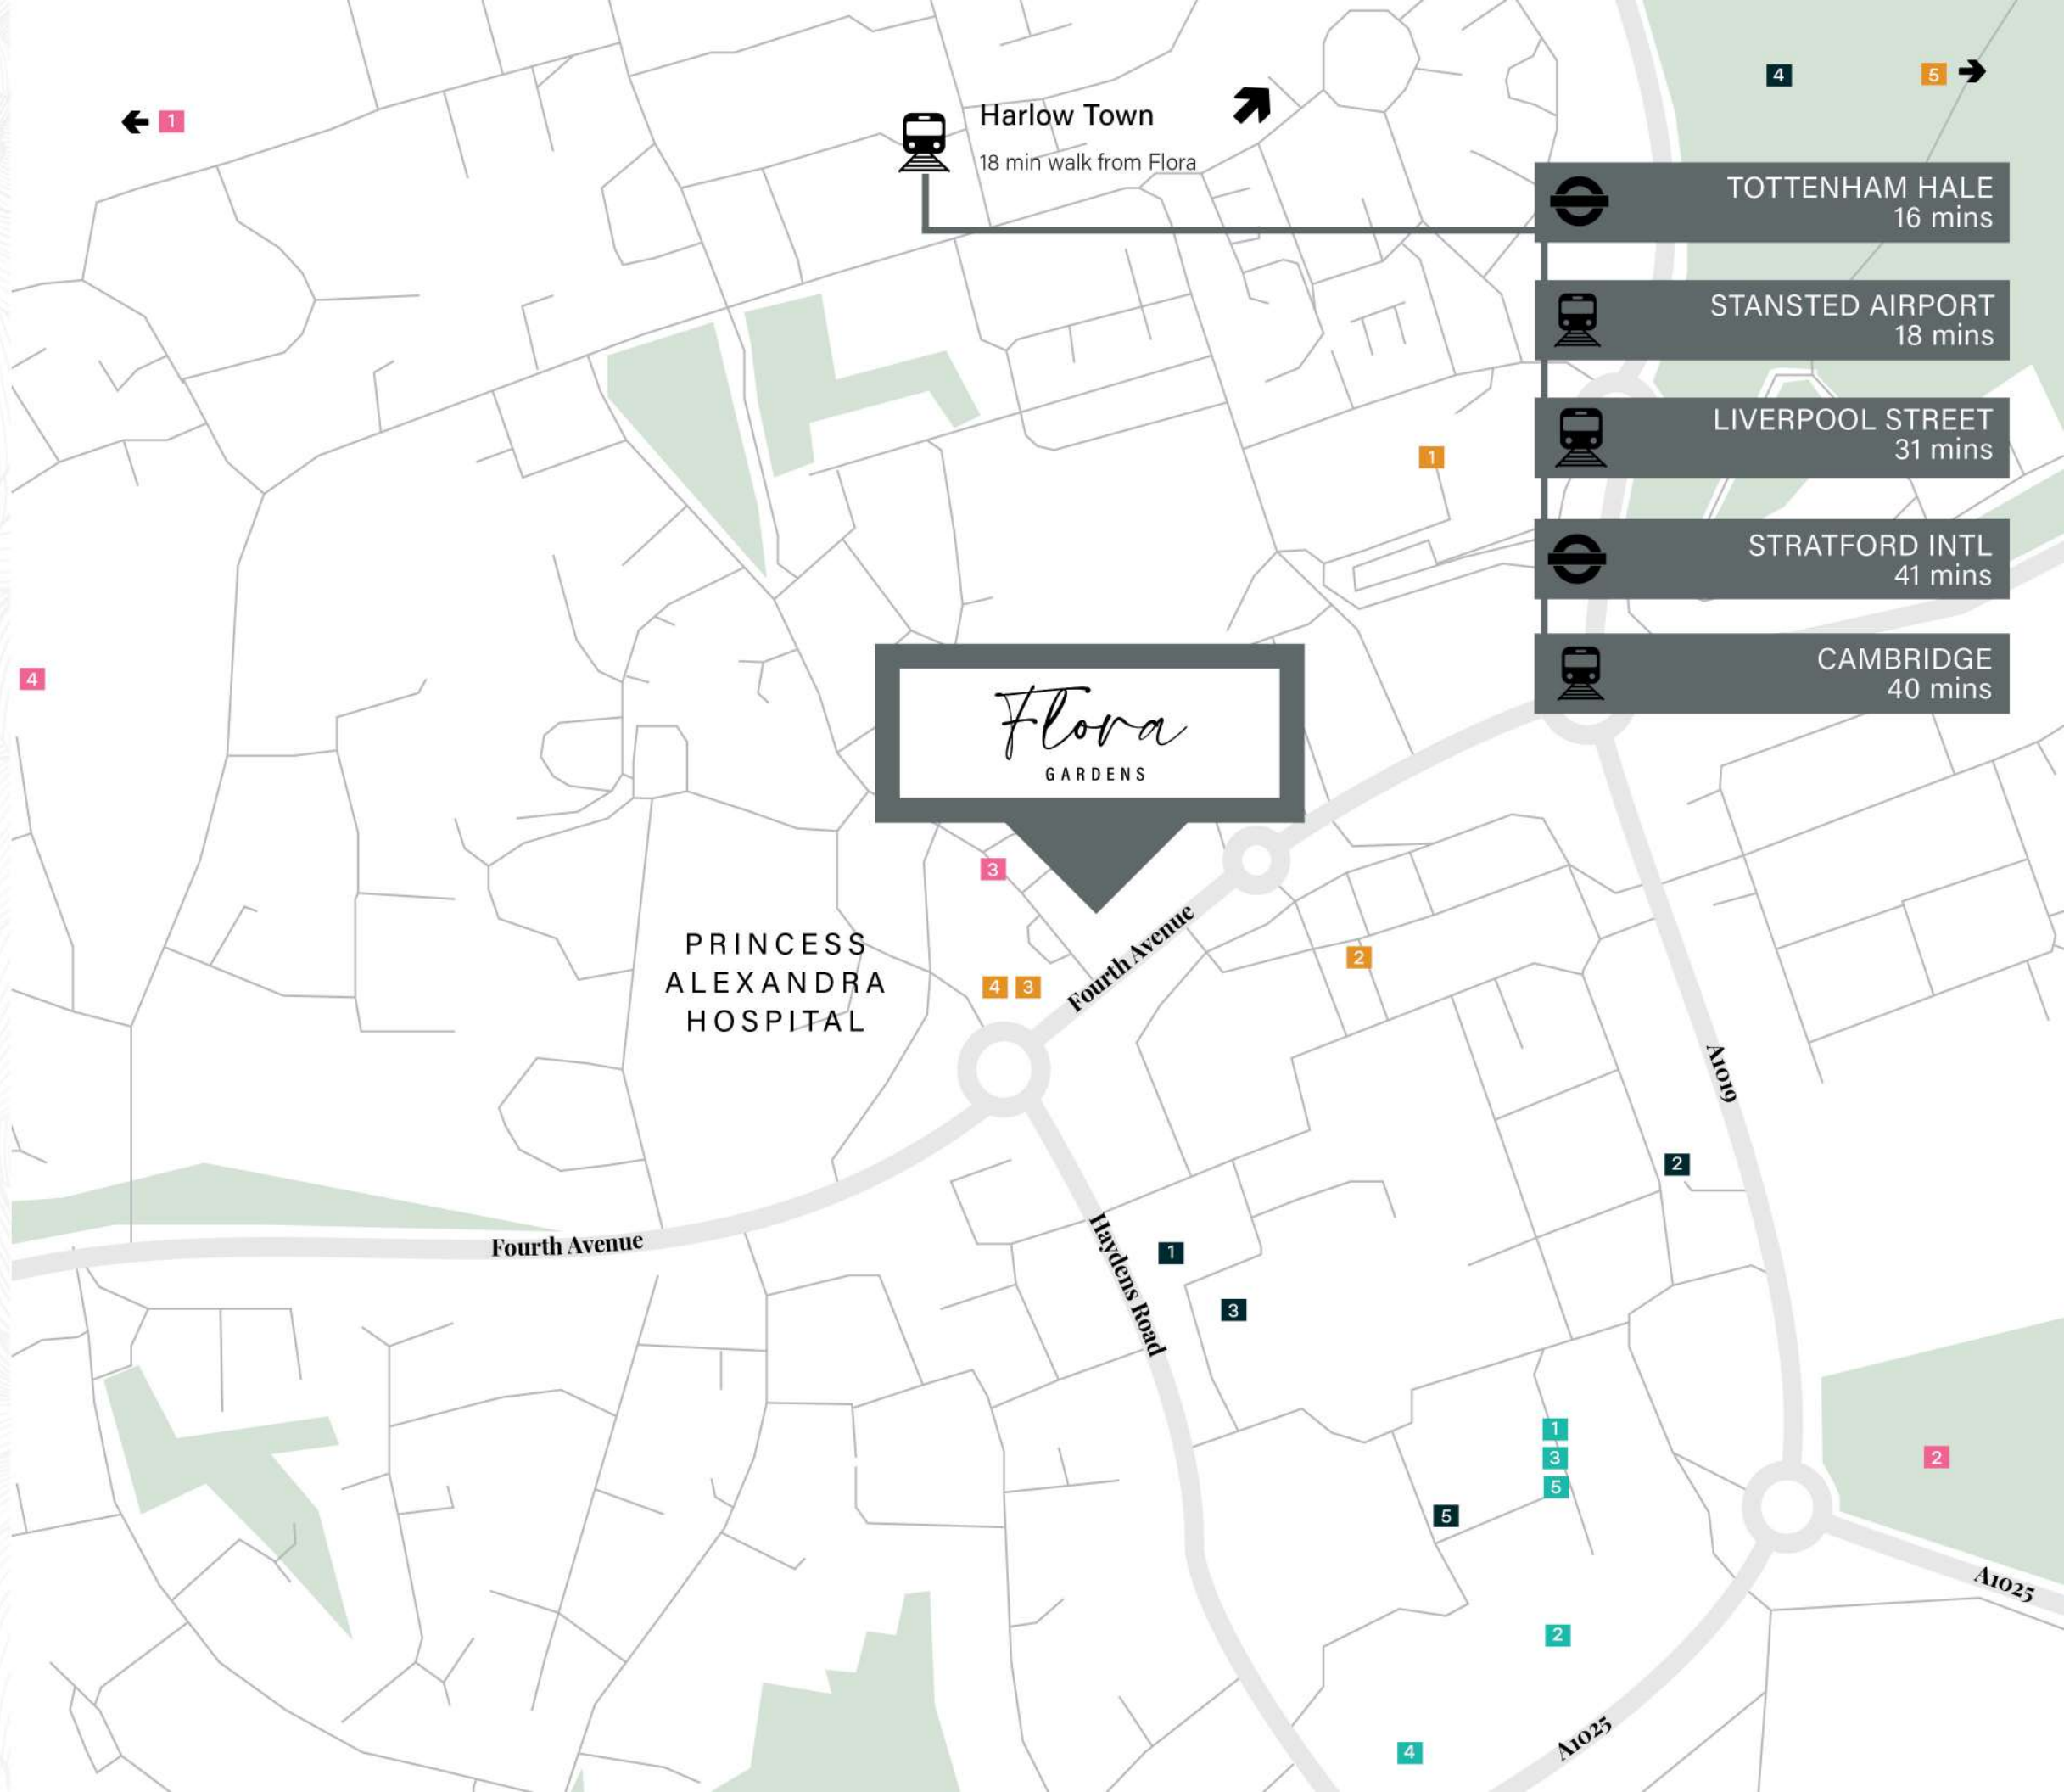 4
5
1
Harlow Town
18 min walk from Flora
TOTTENHAM HALE
16 mins
STANSTED AIRPORT
18 mins
LIVERPOOL STREET
31 mins
1
STRATFORD INTL
41 mins
CAMBRIDGE
40 mins
4
Flora
GARDENS
3
PRINCESS
ALEXANDRA
HOSPITAL
4
3
Fourth Avenue
2
A1019
2
Fourth Avenue
Haydens Road
1
3
1
3
5
5
2
A1025
2
4
A1025